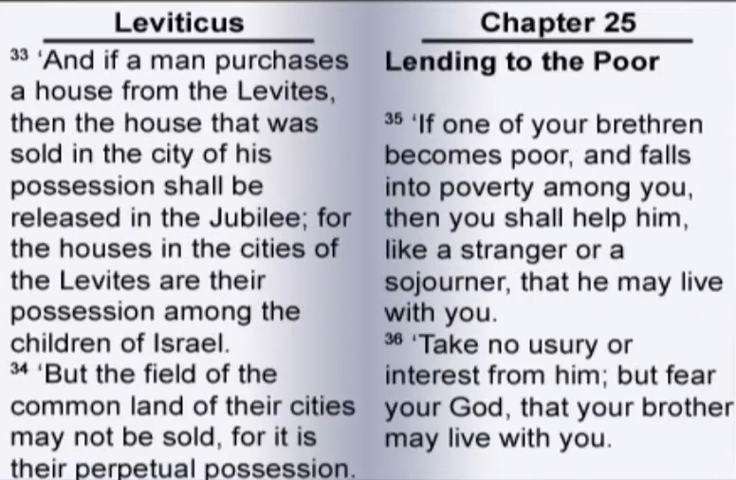 Leviticus
³³ ‘And if a man purchases
a house from the Levites,
then the house that was
sold in the city of his
possession shall be
released in the Jubilee; for
the houses in the cities of
the Levites are their
possession among the
children of Israel.
³⁴ ‘But the field of the
common land of their cities
may not be sold, for it is
their perpetual possession.
Chapter 25
Lending to the Poor
³⁵ ‘If one of your brethren
becomes poor, and falls
into poverty among you,
then you shall help him,
like a stranger or a
sojourner, that he may live
with you.
³⁶ ‘Take no usury or
interest from him; but fear
your God, that your brother
may live with you.